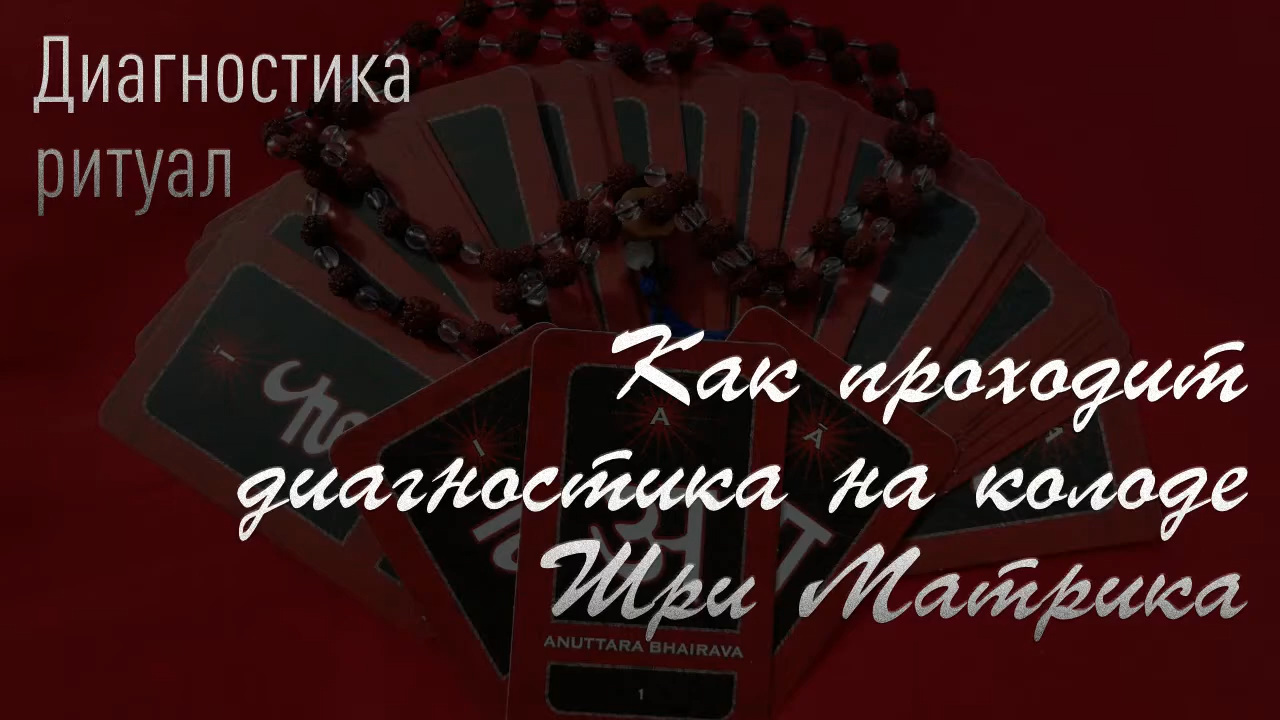 Диагностика
ритуал
Как проходит
диагностика на колоде
Шри Матрика
I
I
A
Ā
अ
ANUTTARA BHAIRAVA
1